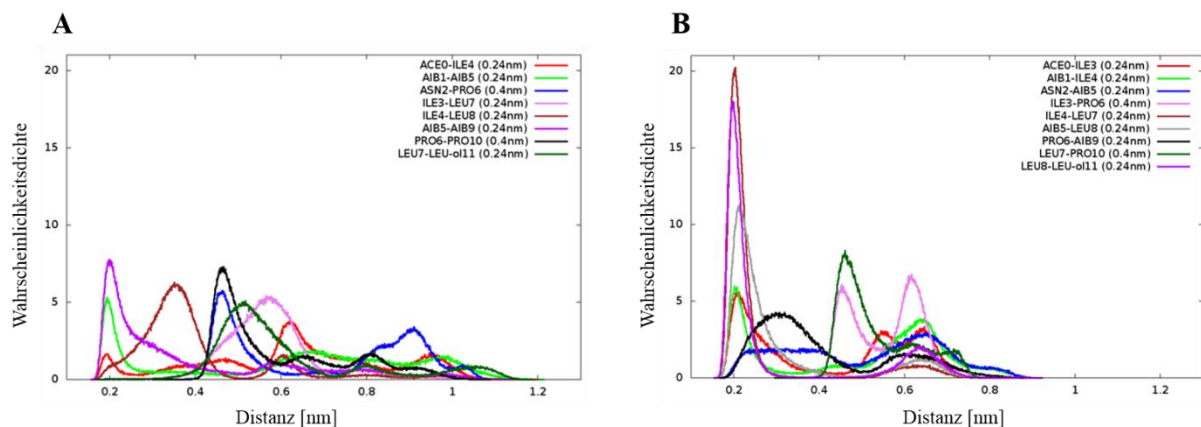 A
Wahrscheinlichkeitsdichte
20
15
10
5
0
ACE0-ILE4 (0.24nm)
AIB1-AIB5 (0.24nm)
ASN2-PRO6 (0.4nm)
ILE3-LEU7 (0.24nm)
ILE4-LEU8 (0.24nm)
AIB5-AIB9 (0.24nm)
PRO6-PRO10 (0.4nm)
LEU7-LEU-ol11 (0.24nm)
0.2 0.4 0.6 0.8 1 1.2
Distanz [nm]
B
Wahrscheinlichkeitsdichte
20
15
10
5
0
ACE0-ILE3 (0.24nm)
AIB1-ILE4 (0.24nm)
ASN2-AIB5 (0.24nm)
ILE3-PRO6 (0.4nm)
ILE4-LEU7 (0.24nm)
AIB5-LEU8 (0.24nm)
PRO6-AIB9 (0.24nm)
LEU7-PRO10 (0.4nm)
LEU8-LEU-ol11 (0.24nm)
0.2 0.4 0.6 0.8 1 1.2
Distanz [nm]